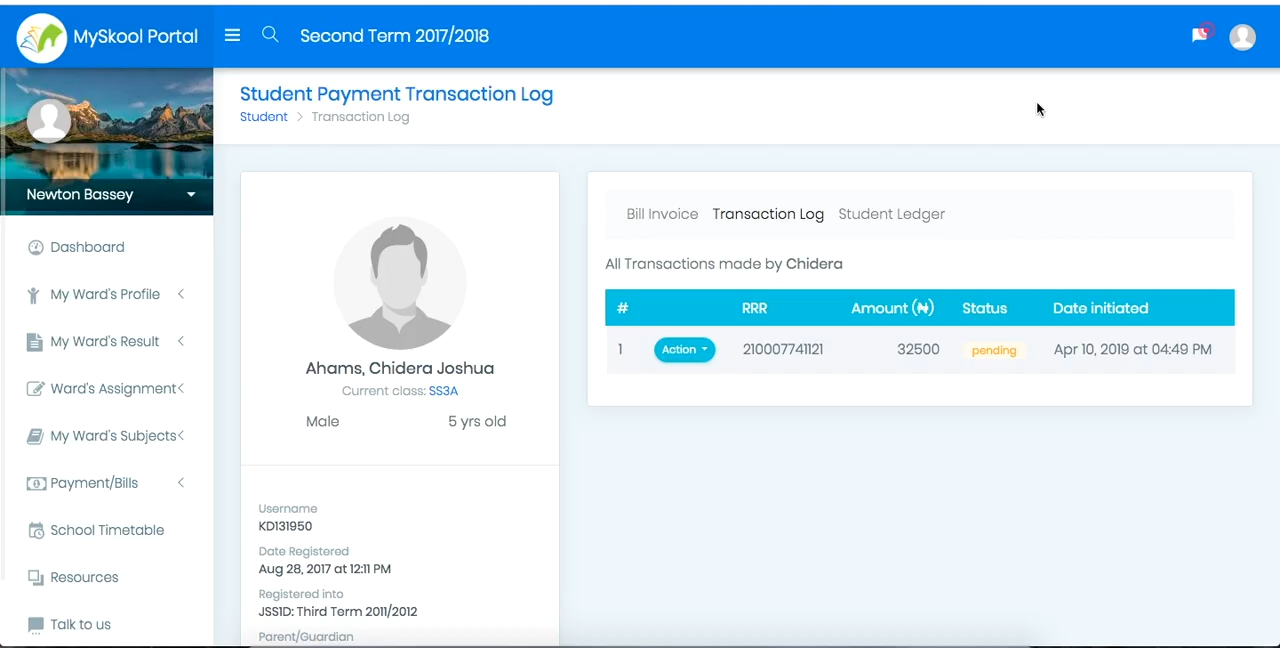 MySkool Portal
Second Term 2017/2018
Newton Bassey
Dashboard
My Ward's Profile
My Ward's Result
Ward's Assignment
My Ward's Subjects
Payment/Bills
School Timetable
Resources
Talk to us
Student Payment Transaction Log
Student > Transaction Log
Ahams, Chidera Joshua
Current class: SS3A
Male 5 yrs old
Username
KD131950
Date Registered
Aug 28, 2017 at 12:11 PM
Registered into
JSS1D: Third Term 2011/2012
Parent/Guardian
Bill Invoice Transaction Log Student Ledger
All Transactions made by Chidera
# RRR Amount (₦) Status Date initiated
1 Action 210007741121 32500 pending Apr 10, 2019 at 04:49 PM